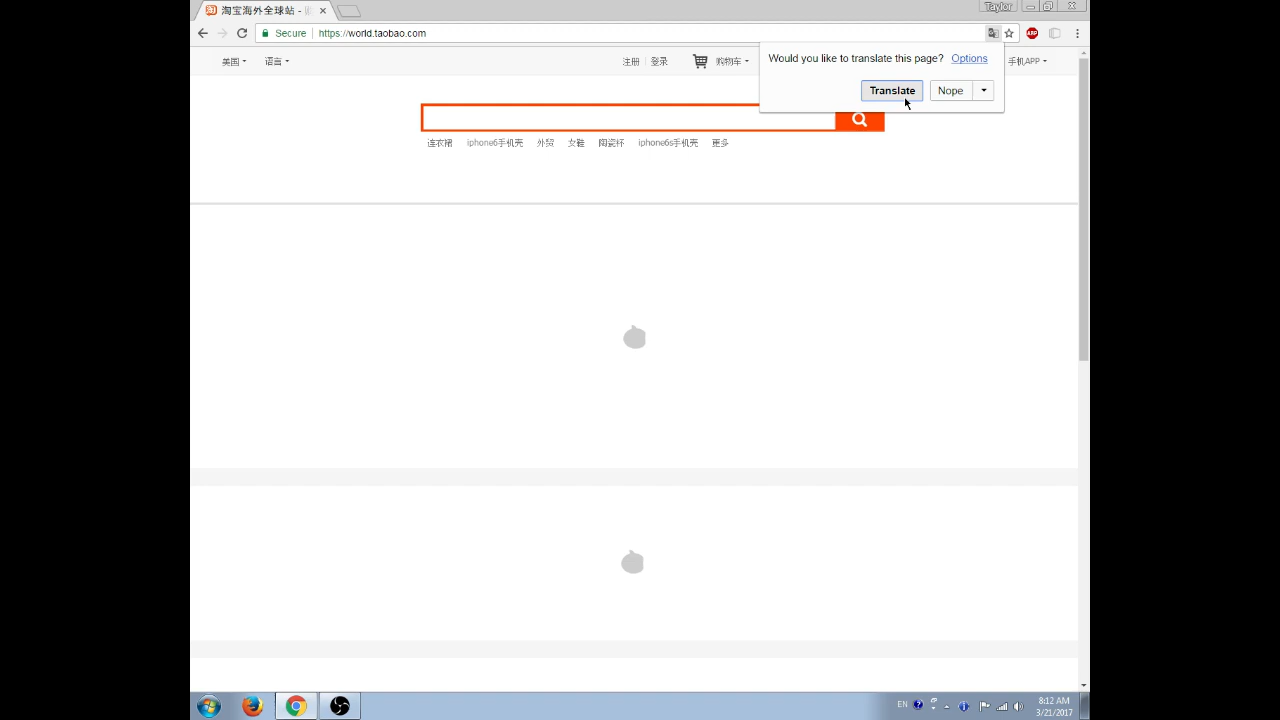 淘宝海外全球站 -
Taylor
Secure
https://world.taobao.com
美国
语言
注册
登录
购物车
手机APP
Would you like to translate this page?
Options
Translate
Nope
连衣裙
iphone6手机壳
外贸
女鞋
陶瓷杯
iphone6s手机壳
更多
ABP
EN
8:12 AM
3/21/2017